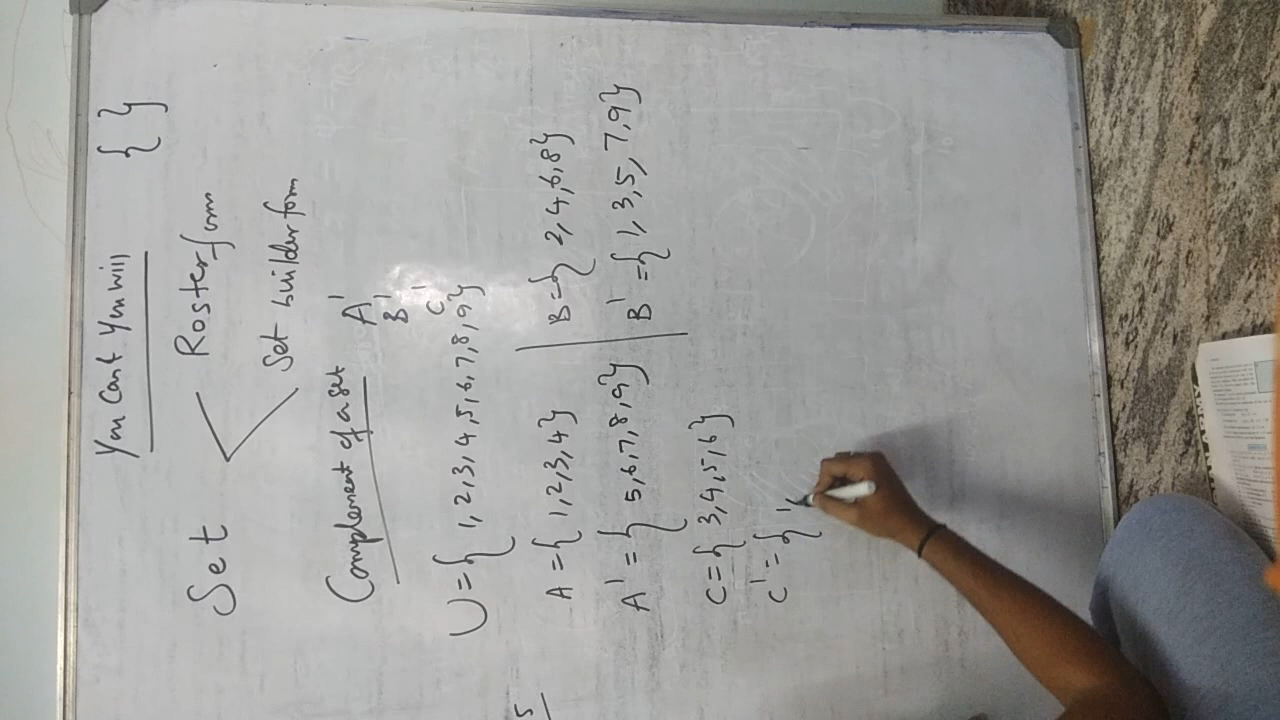 You Can & You will { }
Set
Roster form
Set builder form
Complement of a set A' B' C'
U = { 1, 2, 3, 4, 5, 6, 7, 8, 9}
A = { 1, 2, 3, 4} B = { 2, 4, 6, 8}
A' = { 5, 6, 7, 8, 9} B' = { 1, 3, 5, 7, 9}
C = { 3, 4, 5, 6}
C' = { 1,
5